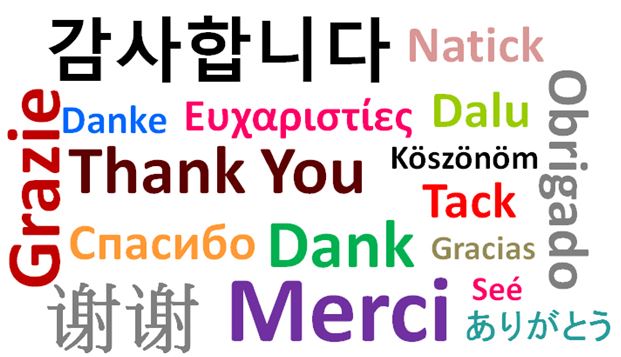 감사합니다
Natick
Grazie
Danke
Ευχαριστίες
Dalu
Obrigado
Thank You
Köszönöm
Tack
Спасибо
Dank
Gracias
谢谢
Merci
Seé
ありがとう